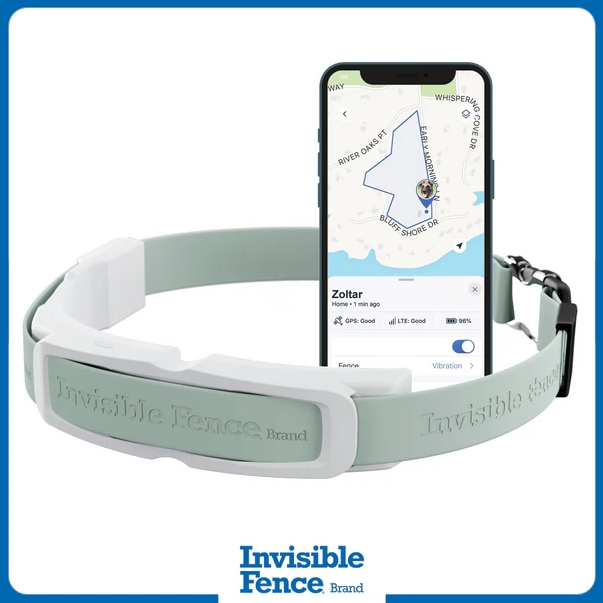 WAY
WHISPERING COVE DR
RIVER OAKS PT
EARLY MORNING LN
BLUFF SHORE DR
Zoltar
Home • 1 min ago
GPS: Good
LTE: Good
96%
Fence
Vibration
Invisible Fence Brand
Invisible Fence
Invisible
Fence Brand